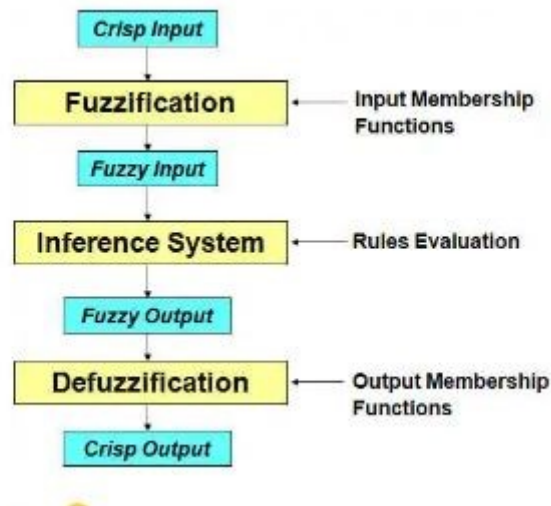 Crisp Input
Fuzzification
Input Membership
Functions
Fuzzy Input
Inference System
Rules Evaluation
Fuzzy Output
Defuzzification
Output Membership
Functions
Crisp Output